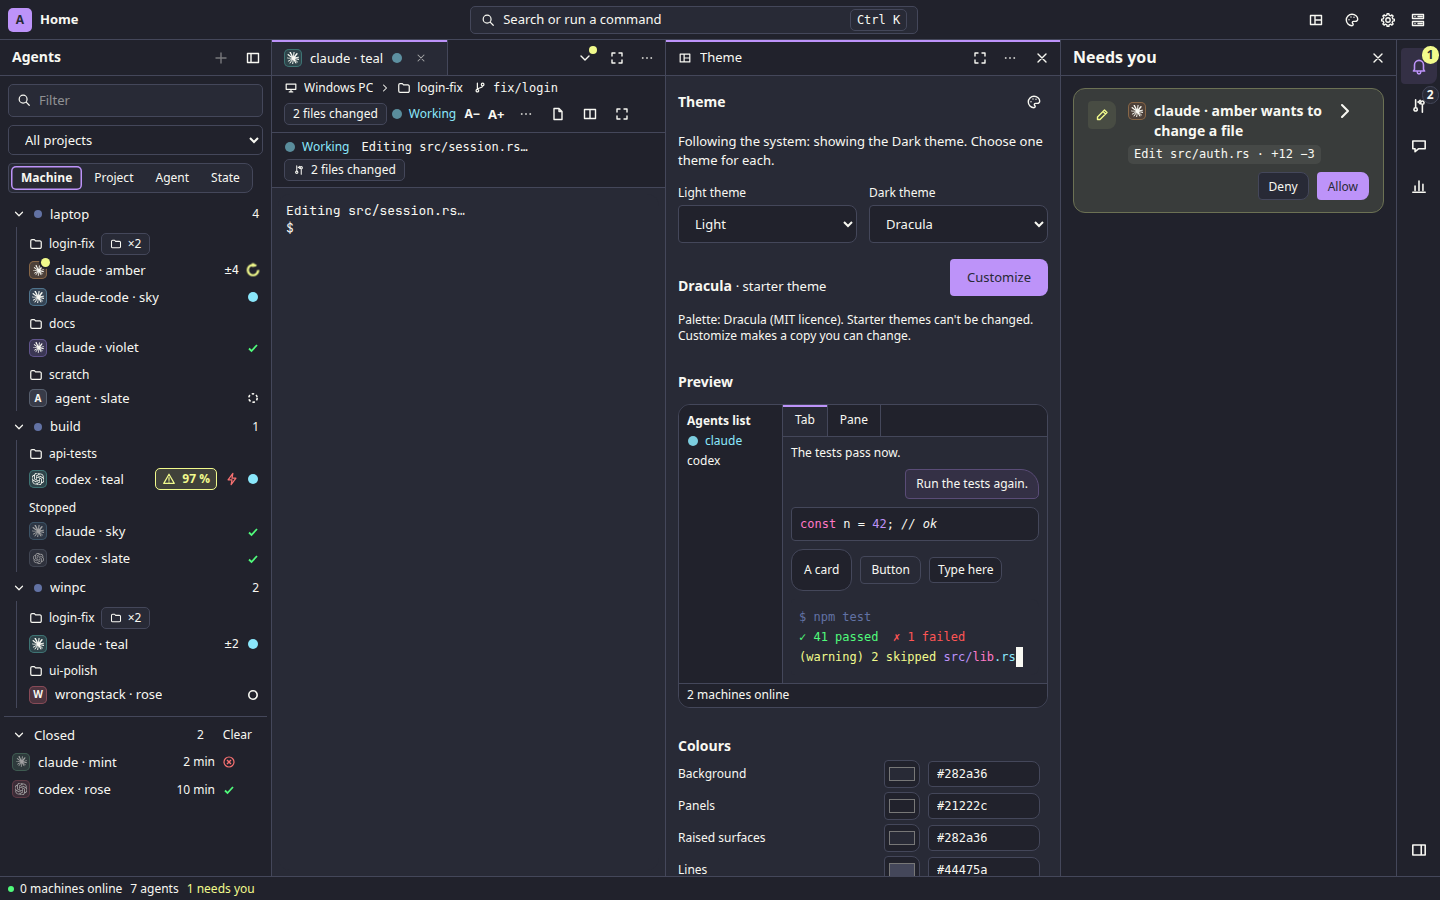 A Home
Search or run a command Ctrl K
Agents
Filter
All projects
Machine Project Agent State
laptop 4
login-fix ×2
claude · amber ±4
claude-code · sky
docs
claude · violet
scratch
A agent · slate
build 1
api-tests
codex · teal 97 %
Stopped
claude · sky
codex · slate
winpc 2
login-fix ×2
claude · teal ±2
ui-polish
W wrongstack · rose
Closed 2 Clear
claude · mint 2 min
codex · rose 10 min
claude · teal
Windows PC login-fix fix/login
2 files changed Working A− A+
Working Editing src/session.rs…
2 files changed
Editing src/session.rs…
$
Theme
Theme
Following the system: showing the Dark theme. Choose one
theme for each.
Light theme Dark theme
Light Dracula
Dracula · starter theme Customize
Palette: Dracula (MIT licence). Starter themes can't be changed.
Customize makes a copy you can change.
Preview
Agents list
claude
codex
Tab Pane
The tests pass now.
Run the tests again.
const n = 42; // ok
A card Button Type here
$ npm test
✓ 41 passed ✗ 1 failed
(warning) 2 skipped src/lib.rs
2 machines online
Colours
Background #282a36
Panels #21222c
Raised surfaces #282a36
Lines #44475a
Needs you
claude · amber wants to
change a file
Edit src/auth.rs · +12 −3
Deny Allow
1
2
0 machines online 7 agents 1 needs you